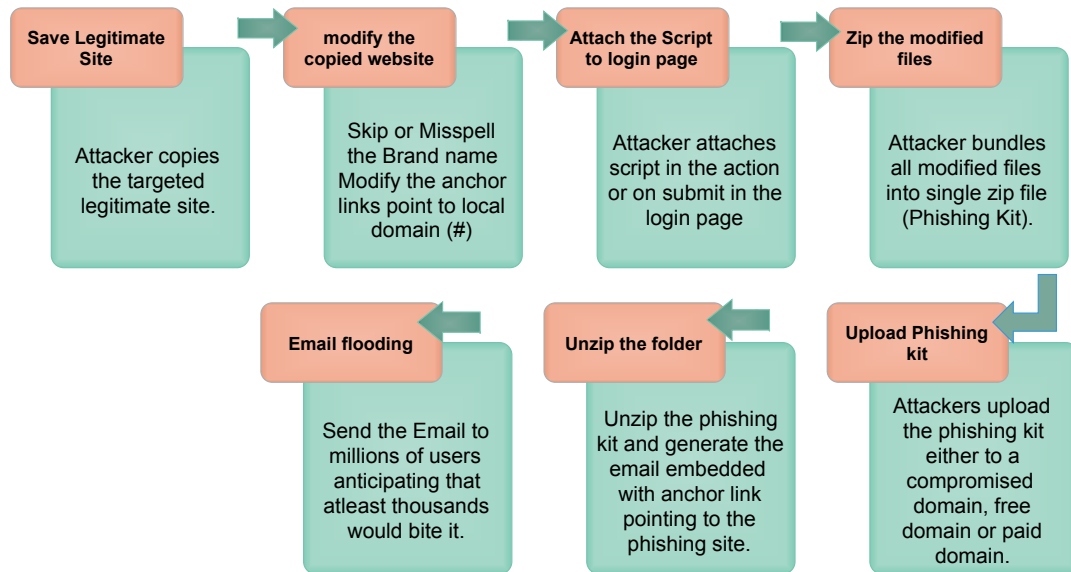 Save Legitimate
Site
Attacker copies
the targeted
legitimate site.
modify the
copied website
Skip or Misspell
the Brand name
Modify the anchor
links point to local
domain (#)
Attach the Script
to login page
Attacker attaches
script in the action
or on submit in the
login page
Zip the modified
files
Attacker bundles
all modified files
into single zip file
(Phishing Kit).
Upload Phishing
kit
Attackers upload
the phishing kit
either to a
compromised
domain, free
domain or paid
domain.
Unzip the folder
Unzip the phishing
kit and generate the
email embedded
with anchor link
pointing to the
phishing site.
Email flooding
Send the Email to
millions of users
anticipating that
atleast thousands
would bite it.